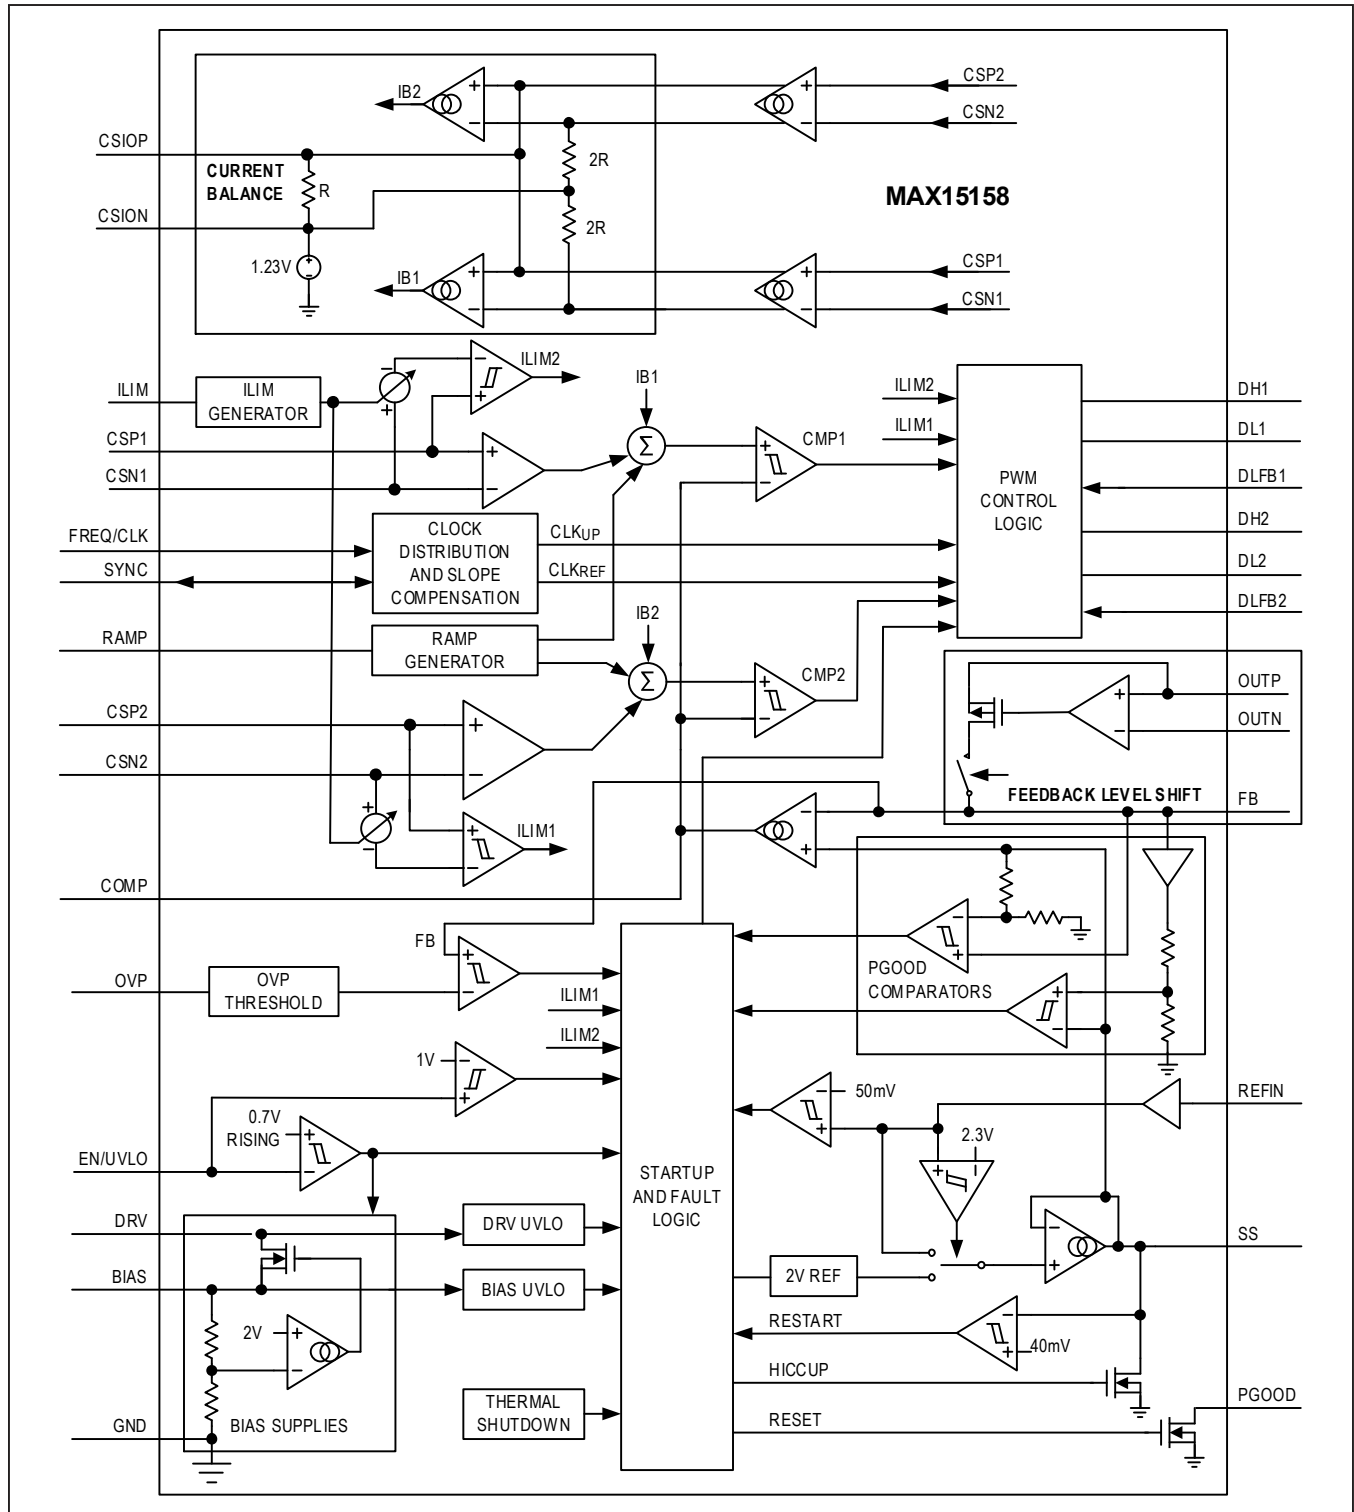 CSP2
IB2
CSN2
CSIOP
2R
CURRENT
BALANCE
R
MAX15158
CSION
2R
1.23V
CSP1
IB1
CSN1
ILIM2
IB1
ILIM2
ILIM
ILIM
GENERATOR
DH1
ILIM1
CSP1
CMP1
DL1
CSN1
PWM
CONTROL
LOGIC
DLFB1
FREQ/CLK
CLOCK
DISTRIBUTION
AND SLOPE
COMPENSATION
CLKUP
DH2
SYNC
CLKREF
DL2
IB2
DLFB2
RAMP
RAMP
GENERATOR
CMP2
OUTP
CSP2
OUTN
CSN2
FEEDBACK LEVEL SHIFT
FB
ILIM1
COMP
FB
OVP
OVP
THRESHOLD
PGOOD
COMPARATORS
ILIM1
ILIM2
1V
50mV
REFIN
0.7V
RISING
2.3V
EN/UVLO
STARTUP
AND FAULT
LOGIC
DRV
DRV UVLO
SS
BIAS
BIAS UVLO
2V REF
2V
RESTART
40mV
HICCUP
THERMAL
SHUTDOWN
PGOOD
RESET
GND
BIAS SUPPLIES